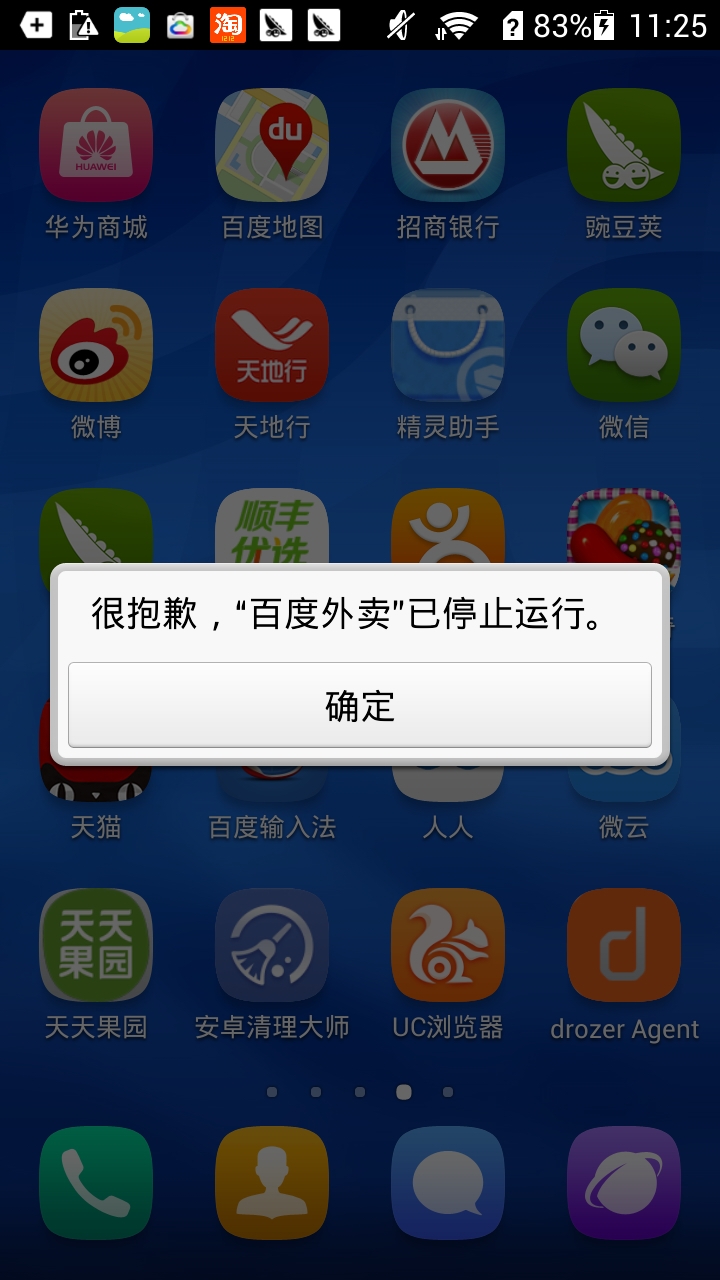 淘
1212
?
83%
11:25
HUAWEI
du
华为商城
百度地图
招商银行
豌豆荚
天地行
微博
天地行
精灵助手
微信
顺丰
优选
很抱歉，“百度外卖”已停止运行。
确定
天猫
百度输入法
人人
微云
天天
果园
天天果园
安卓清理大师
UC浏览器
d
drozer Agent